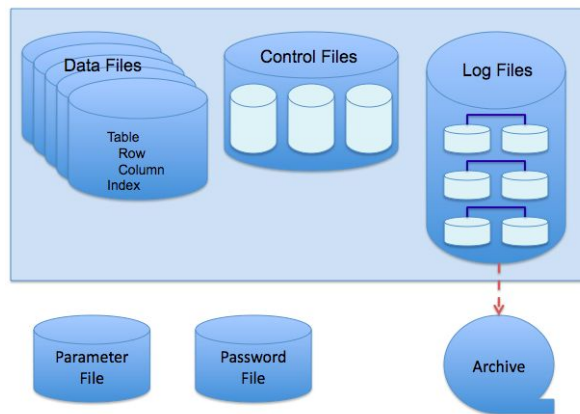 Data Files
Table
Row
Column
Index
Control Files
Log Files
Parameter
File
Password
File
Archive